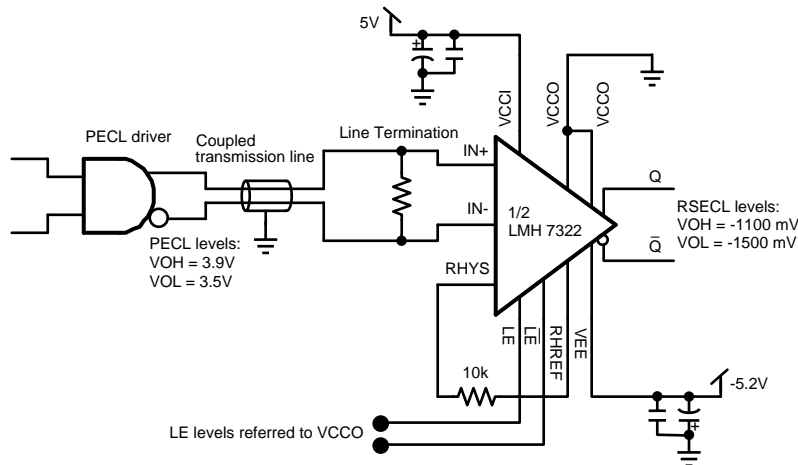 5V
VCCI
VCCO
VCCO
PECL driver
Coupled
transmission line
Line Termination
IN+
IN-
RHYS
1/2
LMH 7322
Q
Q̅
RSECL levels:
VOH = -1100 mV
VOL = -1500 mV
PECL levels:
VOH = 3.9V
VOL = 3.5V
LE
L̅E̅
RHREF
VEE
10k
-5.2V
LE levels referred to VCCO
+
+